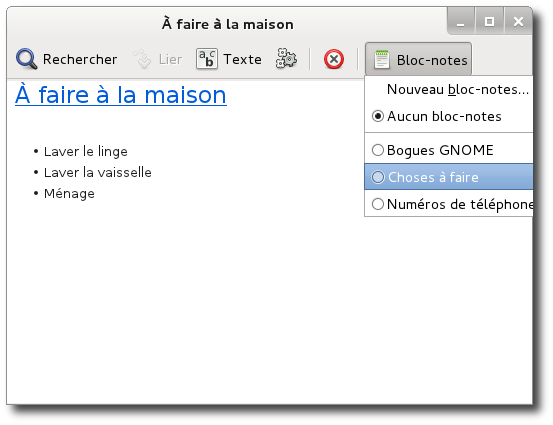 À faire à la maison
Rechercher Lier Texte Bloc-notes
À faire à la maison
• Laver le linge
• Laver la vaisselle
• Ménage
Nouveau bloc-notes...
Aucun bloc-notes
Bogues GNOME
Choses à faire
Numéros de téléphone